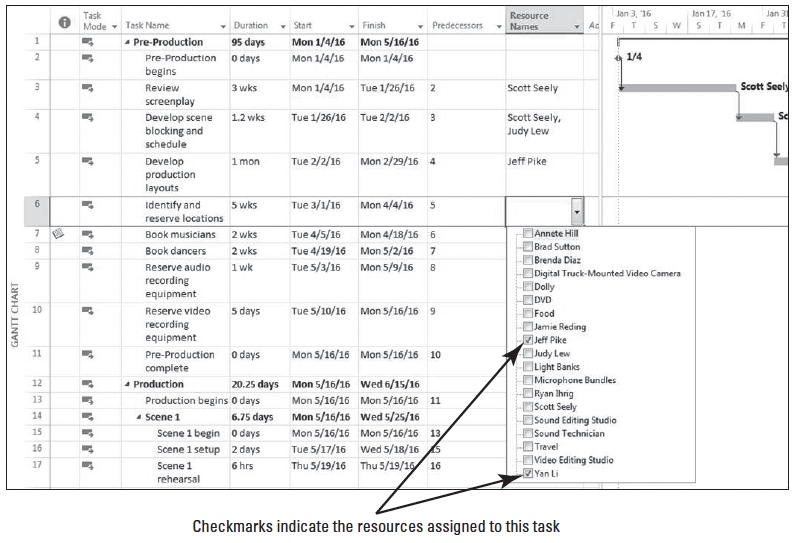 Task Mode
Task Name
Duration
Start
Finish
Predecessors
Resource Names
Jan 3, '16
Jan 17, '16
Jan 31
F T S W S T M F T
1 Pre-Production 95 days Mon 1/4/16 Mon 5/16/16
2 Pre-Production begins 0 days Mon 1/4/16 Mon 1/4/16
1/4
3 Review screenplay 3 wks Mon 1/4/16 Tue 1/26/16 2 Scott Seely
Scott Seely
4 Develop scene blocking and schedule 1.2 wks Tue 1/26/16 Tue 2/2/16 3 Scott Seely, Judy Lew
Sc
5 Develop production layouts 1 mon Tue 2/2/16 Mon 2/29/16 4 Jeff Pike
6 Identify and reserve locations 5 wks Tue 3/1/16 Mon 4/4/16 5
7 Book musicians 2 wks Tue 4/5/16 Mon 4/18/16 6
8 Book dancers 2 wks Tue 4/19/16 Mon 5/2/16 7
9 Reserve audio recording equipment 1 wk Tue 5/3/16 Mon 5/9/16 8
10 Reserve video recording equipment 5 days Tue 5/10/16 Mon 5/16/16 9
11 Pre-Production complete 0 days Mon 5/16/16 Mon 5/16/16 10
12 Production 20.25 days Mon 5/16/16 Wed 6/15/16
13 Production begins 0 days Mon 5/16/16 Mon 5/16/16 11
14 Scene 1 6.75 days Mon 5/16/16 Wed 5/25/16
15 Scene 1 begin 0 days Mon 5/16/16 Mon 5/16/16 13
16 Scene 1 setup 2 days Tue 5/17/16 Wed 5/18/16 15
17 Scene 1 rehearsal 6 hrs Thu 5/19/16 Thu 5/19/16 16
Annete Hill
Brad Sutton
Brenda Diaz
Digital Truck-Mounted Video Camera
Dolly
DVD
Food
Jamie Reding
Jeff Pike
Judy Lew
Light Banks
Microphone Bundles
Ryan Ihrig
Scott Seely
Sound Editing Studio
Sound Technician
Travel
Video Editing Studio
Yan Li
GANTT CHART
Checkmarks indicate the resources assigned to this task